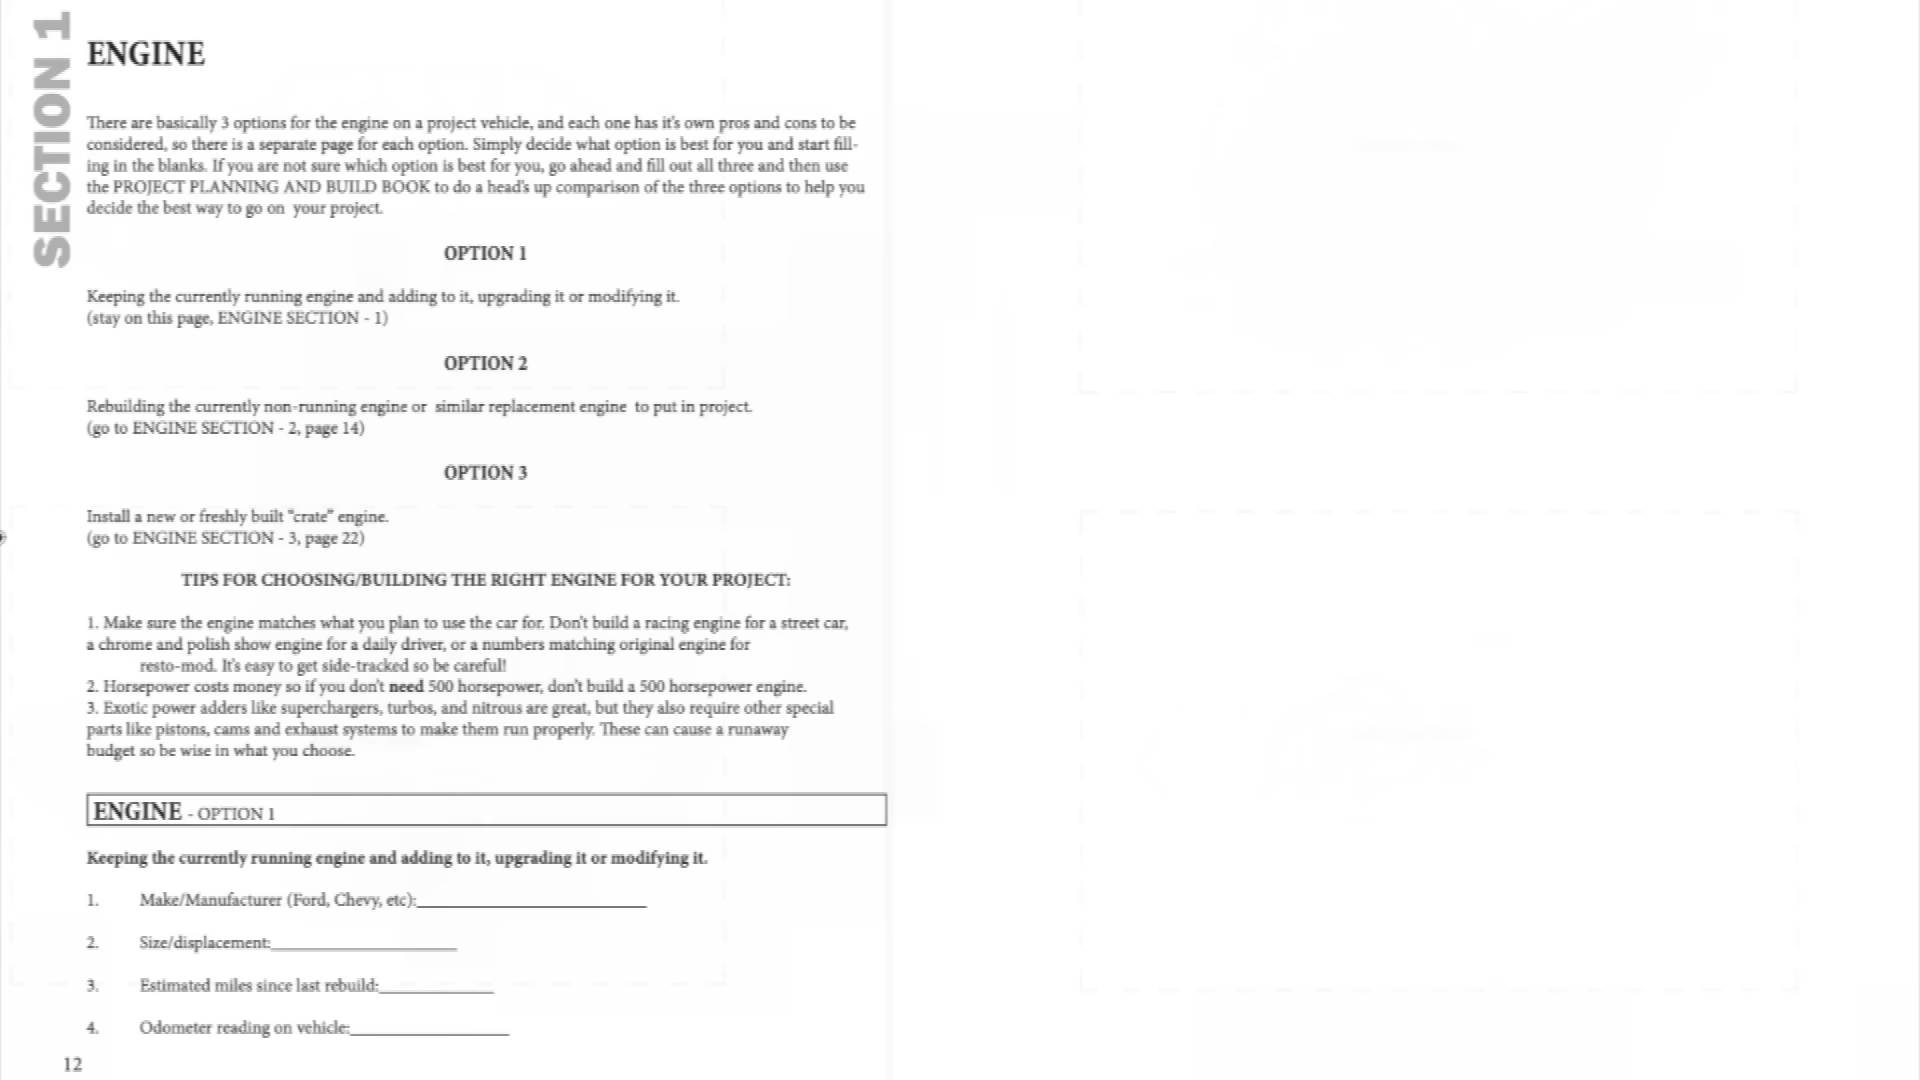 SECTION 1
ENGINE
There are basically 3 options for the engine on a project vehicle, and each one has it's own pros and cons to be
considered, so there is a separate page for each option. Simply decide what option is best for you and start fill-
ing in the blanks. If you are not sure which option is best for you, go ahead and fill out all three and then use
the PROJECT PLANNING AND BUILD BOOK to do a head's up comparison of the three options to help you
decide the best way to go on  your project.
OPTION 1
Keeping the currently running engine and adding to it, upgrading it or modifying it.
(stay on this page, ENGINE SECTION - 1)
OPTION 2
Rebuilding the currently non-running engine or  similar replacement engine  to put in project.
(go to ENGINE SECTION - 2, page 14)
OPTION 3
Install a new or freshly built "crate" engine.
(go to ENGINE SECTION - 3, page 22)
TIPS FOR CHOOSING/BUILDING THE RIGHT ENGINE FOR YOUR PROJECT:
1. Make sure the engine matches what you plan to use the car for. Don't build a racing engine for a street car,
a chrome and polish show engine for a daily driver, or a numbers matching original engine for
resto-mod. It's easy to get side-tracked so be careful!
2. Horsepower costs money so if you don't need 500 horsepower, don't build a 500 horsepower engine.
3. Exotic power adders like superchargers, turbos, and nitrous are great, but they also require other special
parts like pistons, cams and exhaust systems to make them run properly. These can cause a runaway
budget so be wise in what you choose.
ENGINE - OPTION 1
Keeping the currently running engine and adding to it, upgrading it or modifying it.
1. Make/Manufacturer (Ford, Chevy, etc):_________________________
2. Size/displacement:____________________
3. Estimated miles since last rebuild:____________
4. Odometer reading on vehicle:_________________
12